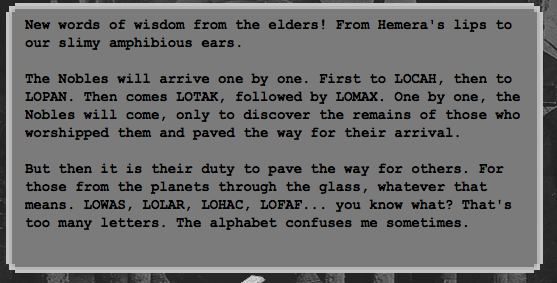 New words of wisdom from the elders! From Hemera's lips to
our slimy amphibious ears.
The Nobles will arrive one by one. First to LOCAH, then to
LOPAN. Then comes LOTAK, followed by LOMAX. One by one, the
Nobles will come, only to discover the remains of those who
worshipped them and paved the way for their arrival.
But then it is their duty to pave the way for others. For
those from the planets through the glass, whatever that
means. LOWAS, LOLAR, LOHAC, LOFAF... you know what? That's
too many letters. The alphabet confuses me sometimes.